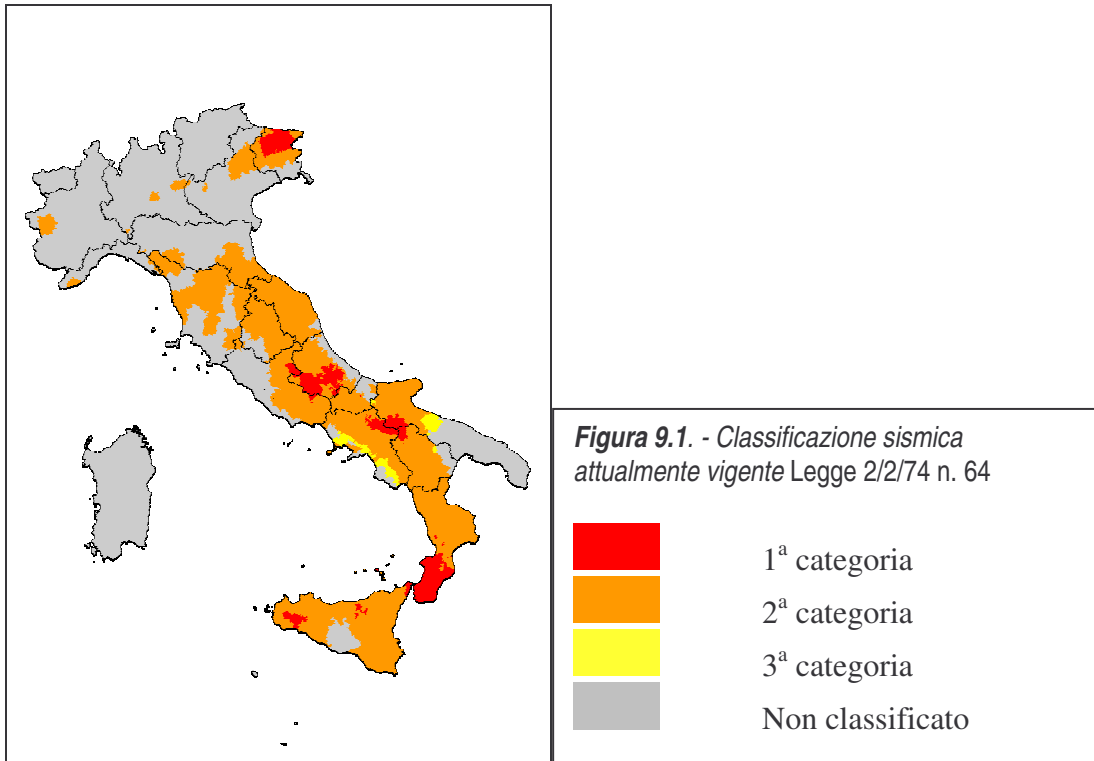 Figura 9.1. - Classificazione sismica
attualmente vigente Legge 2/2/74 n. 64
1ª categoria
2ª categoria
3ª categoria
Non classificato